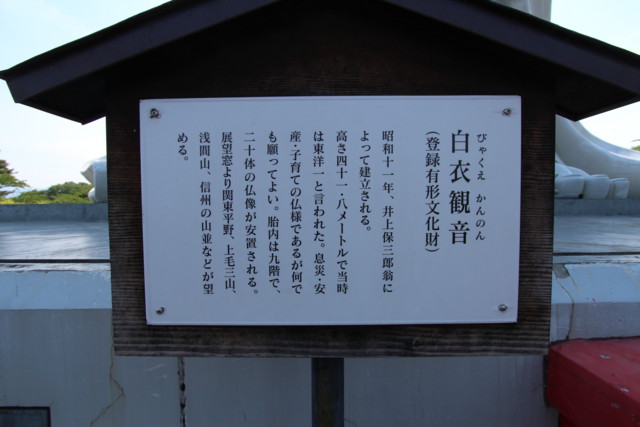 びゃくえ かんのん
白衣観音
(登録有形文化財)
昭和十一年、井上保三郎翁に
よって建立される。
高さ四十一・八メートルで当時
は東洋一と言われた。息災・安
産・子育ての仏様であるが何で
も願ってよい。胎内は九階で、
二十体の仏像が安置される。
展望窓より関東平野、上毛三山、
浅間山、信州の山並などが望
める。